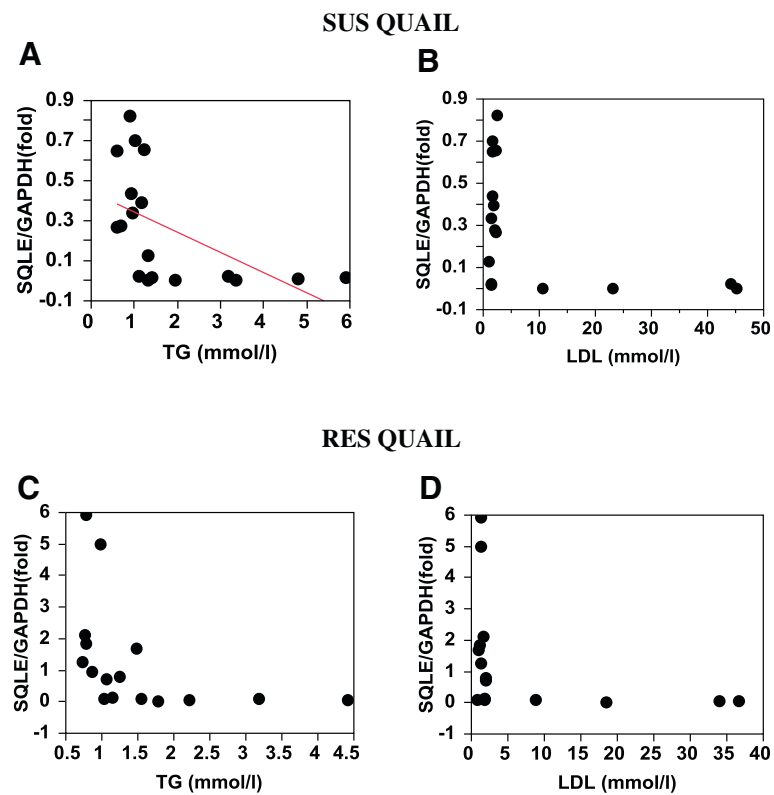 SUS QUAIL
A
B
0.9
0.7
0.5
0.3
0.1
-0.1
SQLE/GAPDH(fold)
0 1 2 3 4 5 6
TG (mmol/l)
0.9
0.7
0.5
0.3
0.1
-0.1
SQLE/GAPDH(fold)
0 10 20 30 40 50
LDL (mmol/l)
RES QUAIL
C
D
6
5
4
3
2
1
0
-1
SQLE/GAPDH(fold)
0.5 1 1.5 2 2.5 3 3.5 4 4.5
TG (mmol/l)
6
5
4
3
2
1
0
-1
SQLE/GAPDH(fold)
0 5 10 15 20 25 30 35 40
LDL (mmol/l)